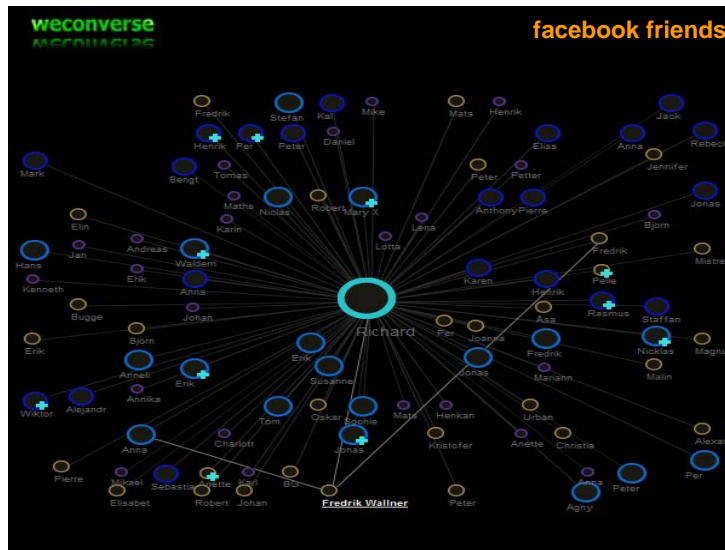 weconverse
facebook friends
Fredrik
Stefan
Kal
Mike
Mats
Henrik
Jack
Henrik
Per
Peter
Daniel
Elias
Anna
Rebeck
Jennifer
Mark
Bengt
Tomas
Peter
Petter
Maths
Niclas
Robert
Mary X
Anthony
Pierre
Jonas
Elin
Karin
Lena
Bjorn
Andreas
Lotta
Fredrik
Hans
Jan
Waldem
Mistre
Kenneth
Erik
Anna
Karen
Henrik
Pelle
Bugge
Johan
Richard
Per
Asa
Rasmus
Staffan
Erik
Björn
Erik
Joanna
Fredrik
Nicklas
Magnu
Anneli
Erik
Susanne
Jonas
Mariann
Malin
Wiktor
Alejandr
Annika
Tom
Oskar
Sophie
Mats
Henkan
Urban
Anna
Charlott
Jonas
Kristofer
Anette
Christia
Alexar
Pierre
Mikael
Sebastia
Anette
Karl
BG
Anna
Peter
Per
Elisabet
Robert
Johan
Fredrik Wallner
Peter
Agny